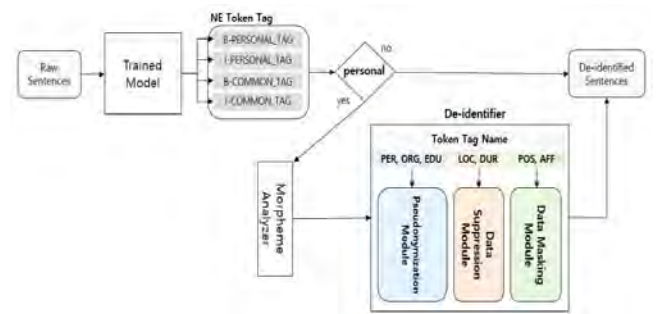 NE Token Tag
B-PERSONAL_TAG
I-PERSONAL_TAG
B-COMMON_TAG
I-COMMON_TAG
Raw
Sentences
Trained
Model
personal
no
yes
De-identified
Sentences
Morpheme
Analyzer
De-identifier
Token Tag Name
PER, ORG, EDU
LOC, DUR
POS, AFF
Pseudonymization
Module
Data
Suppression
Module
Data Masking
Module